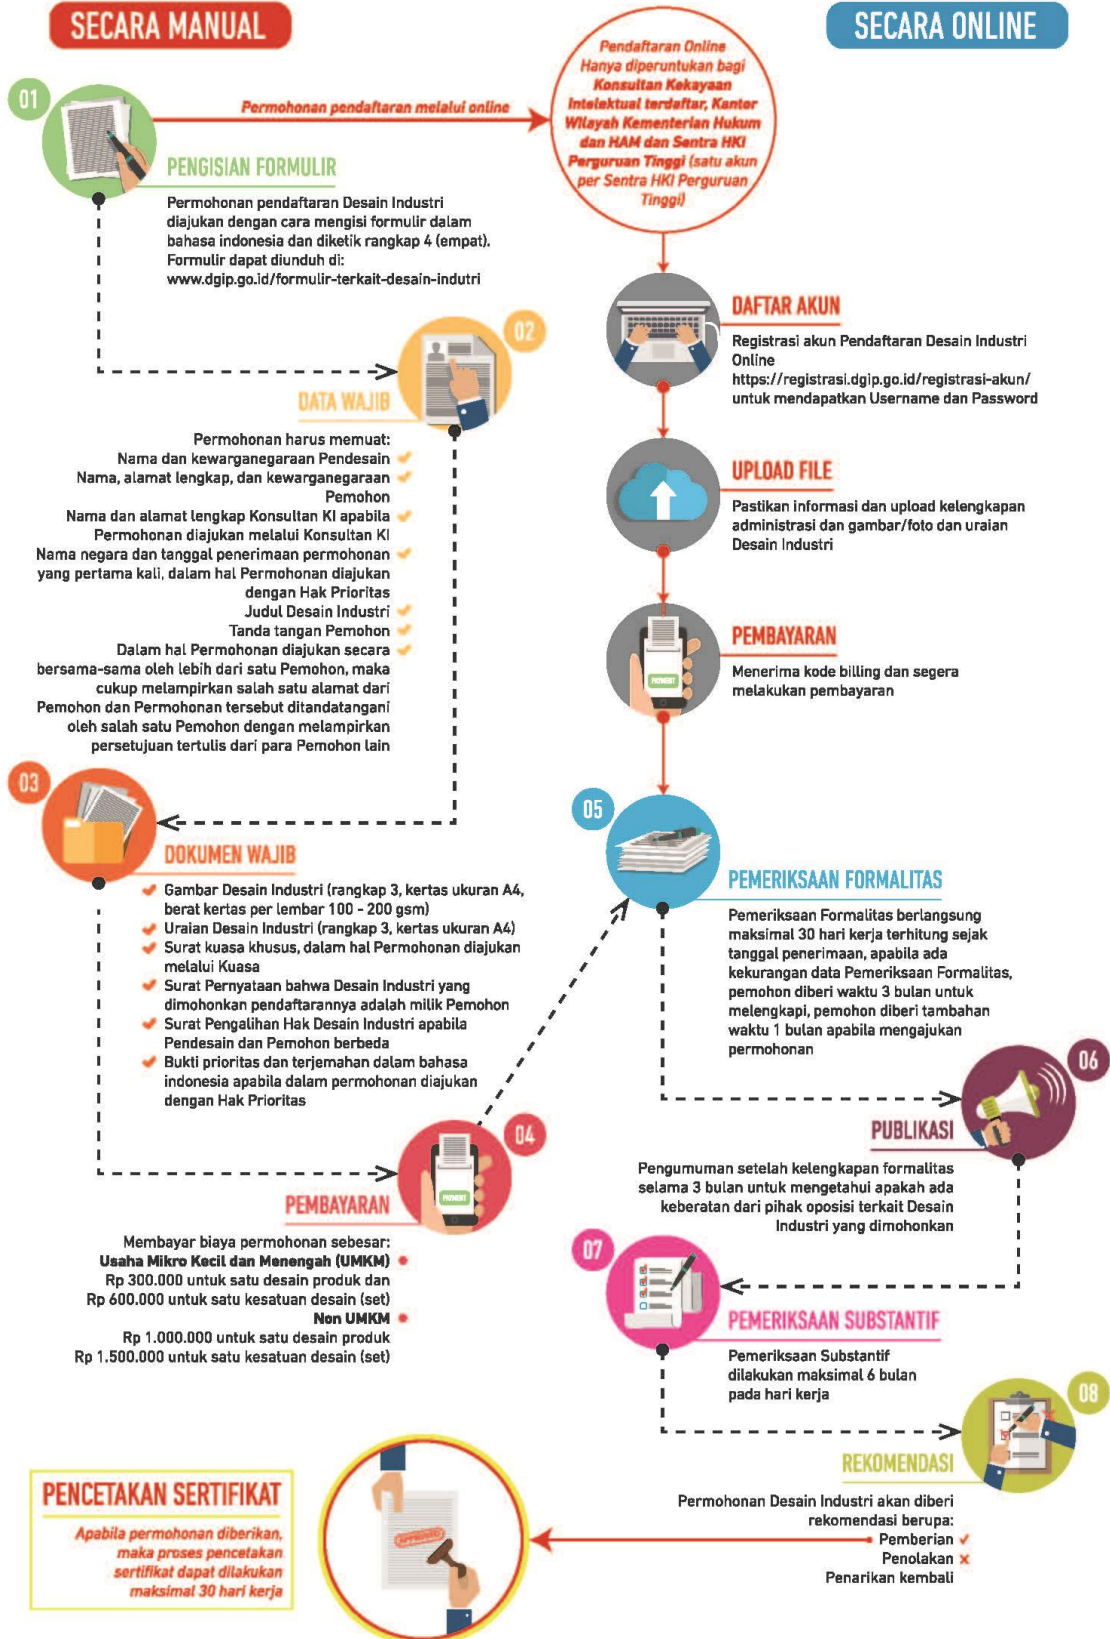 SECARA MANUAL
SECARA ONLINE
Pendaftaran Online
Hanya diperuntukan bagi
Konsultan Kekayaan
Intelektual terdaftar, Kantor
Wilayah Kementerian Hukum
dan HAM dan Sentra HKI
Perguruan Tinggi (satu akun
per Sentra HKI Perguruan
Tinggi)
Permohonan pendaftaran melalui online
01
PENGISIAN FORMULIR
Permohonan pendaftaran Desain Industri
diajukan dengan cara mengisi formulir dalam
bahasa indonesia dan diketik rangkap 4 (empat).
Formulir dapat diunduh di:
www.dgip.go.id/formulir-terkait-desain-indutri
02
DATA WAJIB
Permohonan harus memuat:
Nama dan kewarganegaraan Pendesain
Nama, alamat lengkap, dan kewarganegaraan
Pemohon
Nama dan alamat lengkap Konsultan KI apabila
Permohonan diajukan melalui Konsultan KI
Nama negara dan tanggal penerimaan permohonan
yang pertama kali, dalam hal Permohonan diajukan
dengan Hak Prioritas
Judul Desain Industri
Tanda tangan Pemohon
Dalam hal Permohonan diajukan secara
bersama-sama oleh lebih dari satu Pemohon, maka
cukup melampirkan salah satu alamat dari
Pemohon dan Permohonan tersebut ditandatangani
oleh salah satu Pemohon dengan melampirkan
persetujuan tertulis dari para Pemohon lain
03
DOKUMEN WAJIB
Gambar Desain Industri (rangkap 3, kertas ukuran A4,
berat kertas per lembar 100 - 200 gsm)
Uraian Desain Industri (rangkap 3, kertas ukuran A4)
Surat kuasa khusus, dalam hal Permohonan diajukan
melalui Kuasa
Surat Pernyataan bahwa Desain Industri yang
dimohonkan pendaftarannya adalah milik Pemohon
Surat Pengalihan Hak Desain Industri apabila
Pendesain dan Pemohon berbeda
Bukti prioritas dan terjemahan dalam bahasa
indonesia apabila dalam permohonan diajukan
dengan Hak Prioritas
04
PAYMENT
PEMBAYARAN
Membayar biaya permohonan sebesar:
Usaha Mikro Kecil dan Menengah (UMKM)
Rp 300.000 untuk satu desain produk dan
Rp 600.000 untuk satu kesatuan desain (set)
Non UMKM
Rp 1.000.000 untuk satu desain produk
Rp 1.500.000 untuk satu kesatuan desain (set)
DAFTAR AKUN
Registrasi akun Pendaftaran Desain Industri
Online
https://registrasi.dgip.go.id/registrasi-akun/
untuk mendapatkan Username dan Password
UPLOAD FILE
Pastikan informasi dan upload kelengkapan
administrasi dan gambar/foto dan uraian
Desain Industri
PAYMENT
PEMBAYARAN
Menerima kode billing dan segera
melakukan pembayaran
05
PEMERIKSAAN FORMALITAS
Pemeriksaan Formalitas berlangsung
maksimal 30 hari kerja terhitung sejak
tanggal penerimaan, apabila ada
kekurangan data Pemeriksaan Formalitas,
pemohon diberi waktu 3 bulan untuk
melengkapi, pemohon diberi tambahan
waktu 1 bulan apabila mengajukan
permohonan
06
PUBLIKASI
Pengumuman setelah kelengkapan formalitas
selama 3 bulan untuk mengetahui apakah ada
keberatan dari pihak oposisi terkait Desain
Industri yang dimohonkan
07
PEMERIKSAAN SUBSTANTIF
Pemeriksaan Substantif
dilakukan maksimal 6 bulan
pada hari kerja
08
REKOMENDASI
Permohonan Desain Industri akan diberi
rekomendasi berupa:
Pemberian
Penolakan
Penarikan kembali
APPROVED
PENCETAKAN SERTIFIKAT
Apabila permohonan diberikan,
maka proses pencetakan
sertifikat dapat dilakukan
maksimal 30 hari kerja